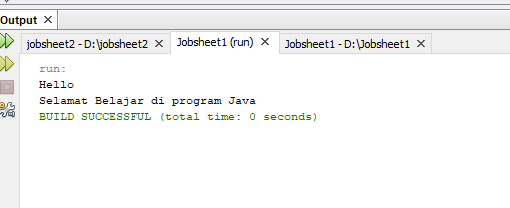 Output ×
jobsheet2 - D:\jobsheet2 × Jobsheet1 (run) × Jobsheet1 - D:\Jobsheet1 ×
run:
Hello
Selamat Belajar di program Java
BUILD SUCCESSFUL (total time: 0 seconds)